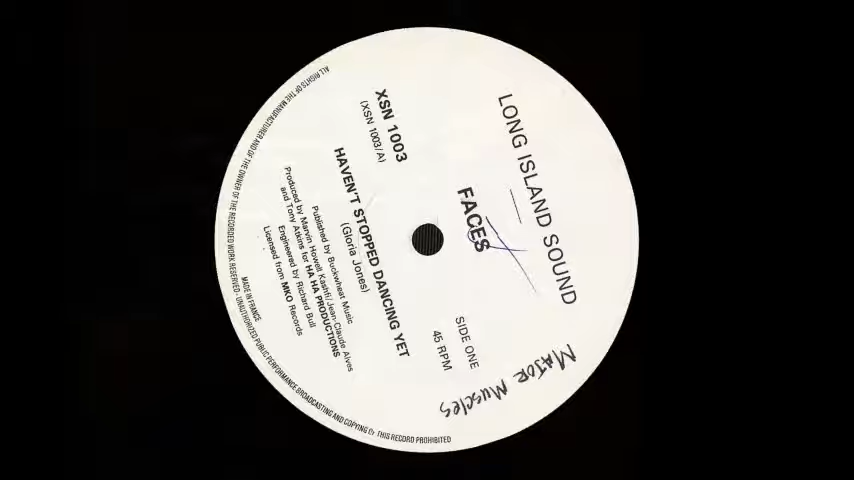 LONG ISLAND SOUND
FACES
XSN 1003
(XSN 1003/A)
SIDE ONE
45 RPM
HAVEN'T STOPPED DANCING YET
(Gloria Jones)
Published by Buckwheat Music
Produced by Marvin Howell Kashfi/Jean-Claude Alves
and Tony Atkins for HA HA PRODUCTIONS
Engineered by Richard Bull
Licensed from MKO Records
MAJOR MUSCLES
MADE IN FRANCE
ALL RIGHTS OF THE MANUFACTURER AND OF THE OWNER OF THE RECORDED WORK RESERVED - UNAUTHORIZED PUBLIC PERFORMANCE BROADCASTING AND COPYING OF THIS RECORD PROHIBITED